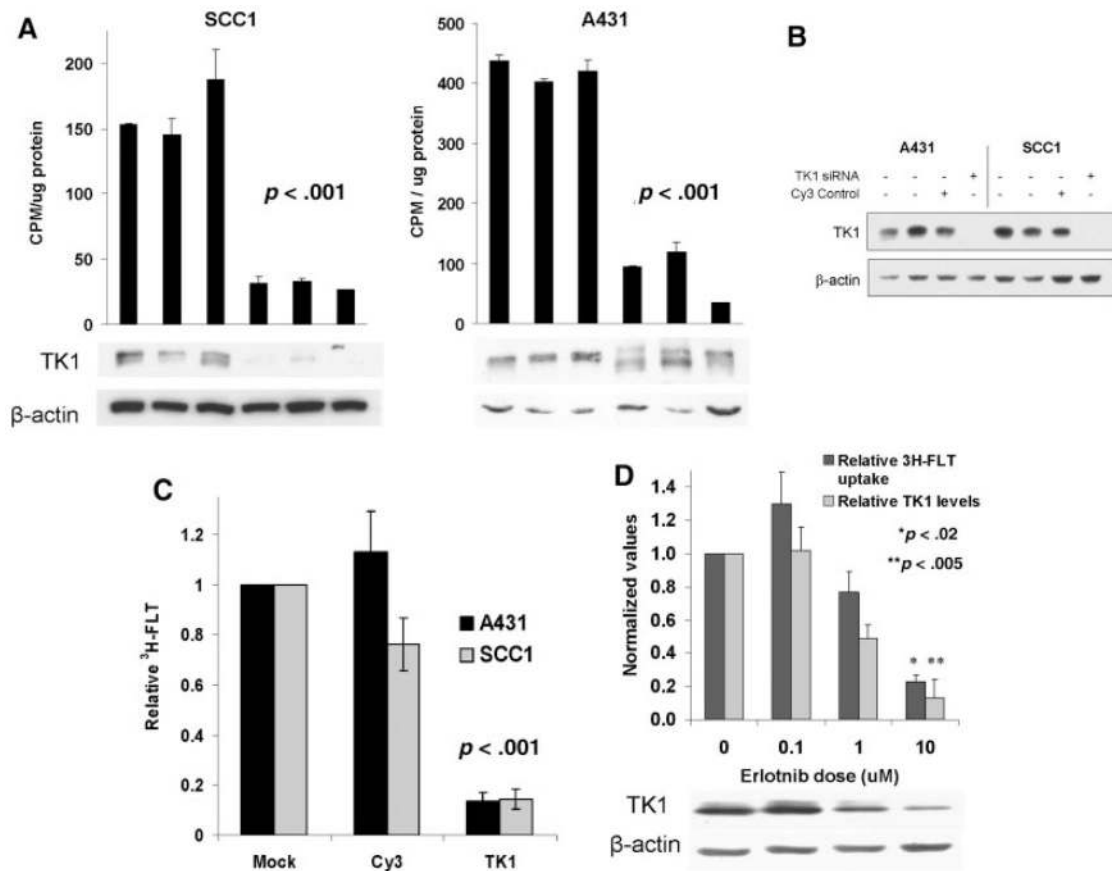 A
SCC1
CPM/ug protein
200
150
100
50
0
p < .001
TK1
β-actin
A431
CPM / ug protein
500
400
300
200
100
0
p < .001
B
A431 SCC1
TK1 siRNA - - - + - - - +
Cy3 Control - - + - - - + -
TK1
β-actin
C
Relative ³H-FLT
1.2
1
0.8
0.6
0.4
0.2
0
A431
SCC1
p < .001
Mock Cy3 TK1
D
Relative 3H-FLT
uptake
Relative TK1 levels
*p < .02
**p < .005
Normalized values
1.4
1.2
1.0
0.8
0.6
0.4
0.2
0.0
* **
0 0.1 1 10
Erlotnib dose (uM)
TK1
β-actin